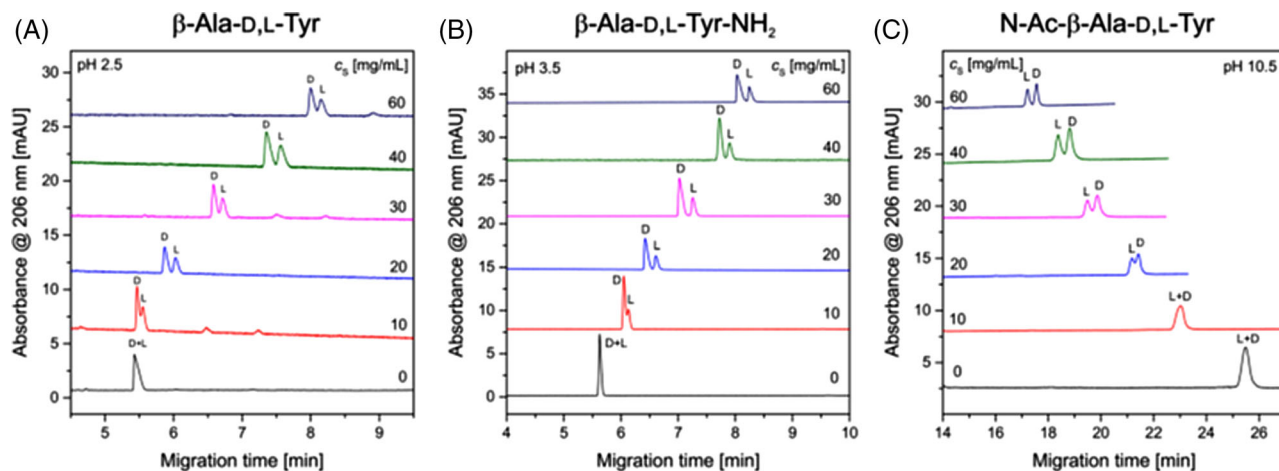 (A)
β-Ala-D,L-Tyr
pH 2.5
cs [mg/mL]
D
L
60
D
L
40
D
L
30
D
L
20
D
L
10
D+L
0
Absorbance @ 206 nm [mAU]
30
25
20
15
10
5
0
5
6
7
8
9
Migration time [min]
(B)
β-Ala-D,L-Tyr-NH₂
pH 3.5
cs [mg/mL]
D
L
60
D
L
40
D
L
30
D
L
20
D
L
10
D+L
0
Absorbance @ 206 nm [mAU]
35
30
25
20
15
10
5
0
4
5
6
7
8
9
10
Migration time [min]
(C)
N-Ac-β-Ala-D,L-Tyr
cs [mg/mL]
pH 10.5
60
L
D
40
L
D
30
L
D
20
L
D
10
L+D
0
L+D
Absorbance @ 206 nm [mAU]
30
25
20
15
10
5
14
16
18
20
22
24
26
Migration time [min]